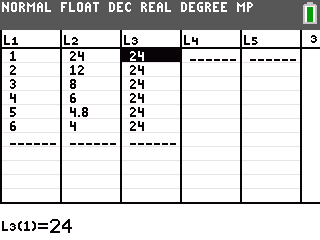 NORMAL FLOAT DEC REAL DEGREE MP
L1 L2 L3 L4 L5 3
1 24 24 ------ ------
2 12 24
3 8 24
4 6 24
5 4.8 24
6 4 24
------ ------ ------
L3(1)=24